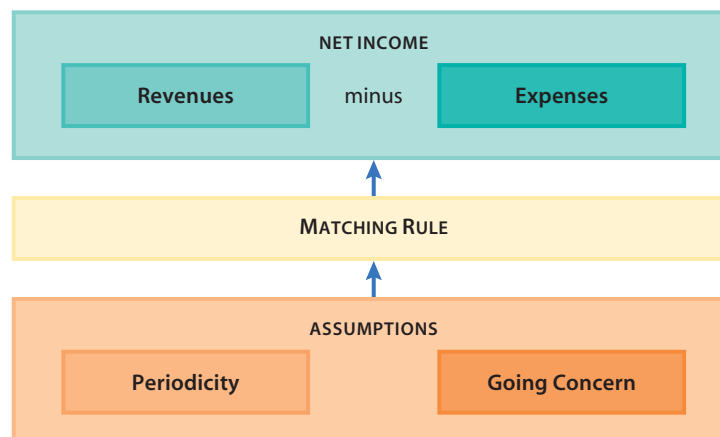 NET INCOME
Revenues minus Expenses
MATCHING RULE
ASSUMPTIONS
Periodicity Going Concern